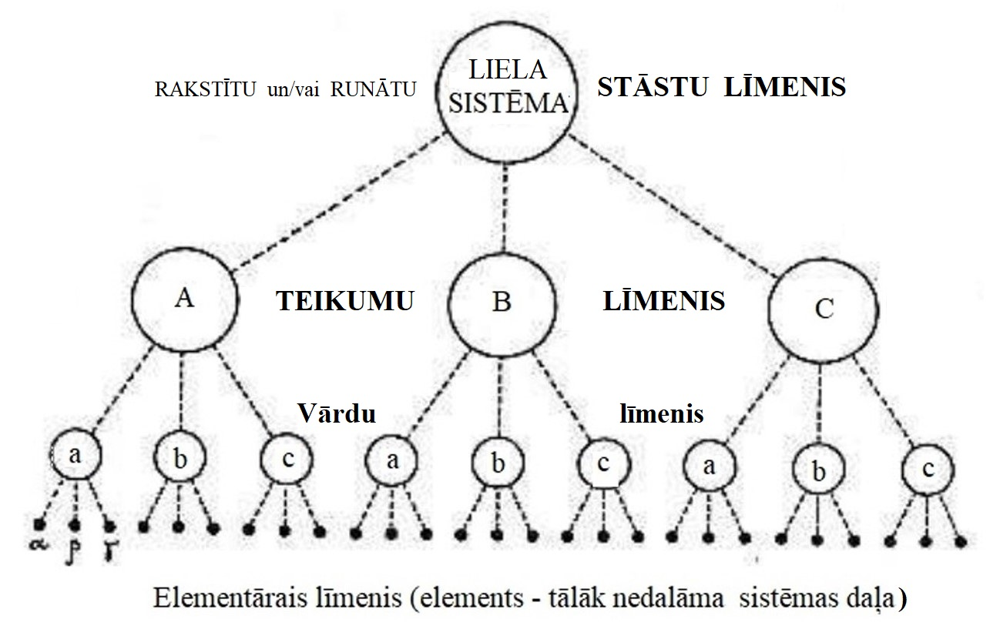 LIELA
SISTĒMA
RAKSTĪTU un/vai RUNĀTU
STĀSTU LĪMENIS
A
TEIKUMU
B
LĪMENIS
C
Vārdu
līmenis
a
b
c
a
b
c
a
b
c
α
β
γ
Elementārais līmenis (elements - tālāk nedalāma sistēmas daļa)